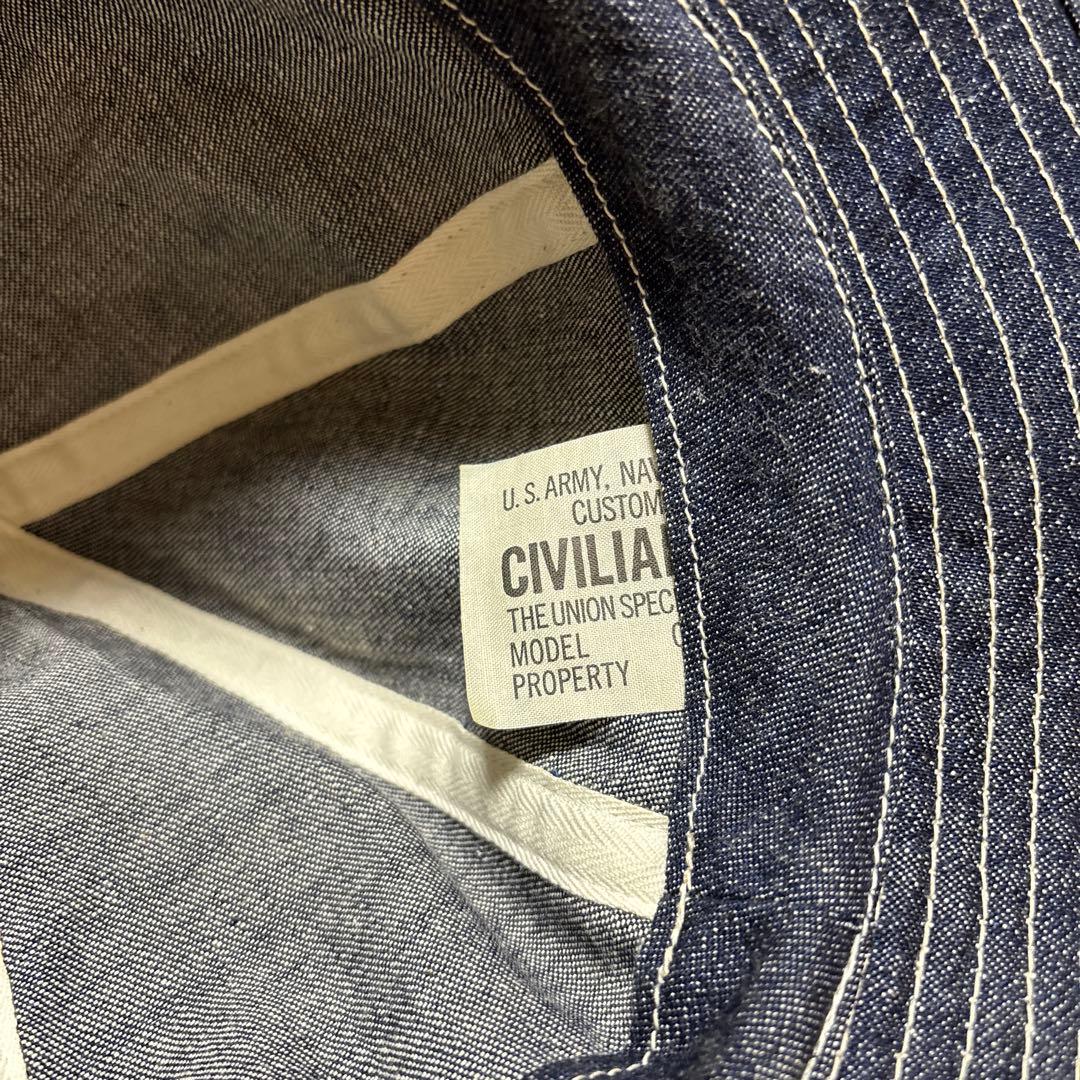 U. S. ARMY, NAV
CUSTOM
CIVILIA
THE UNION SPEC
MODEL
PROPERTY